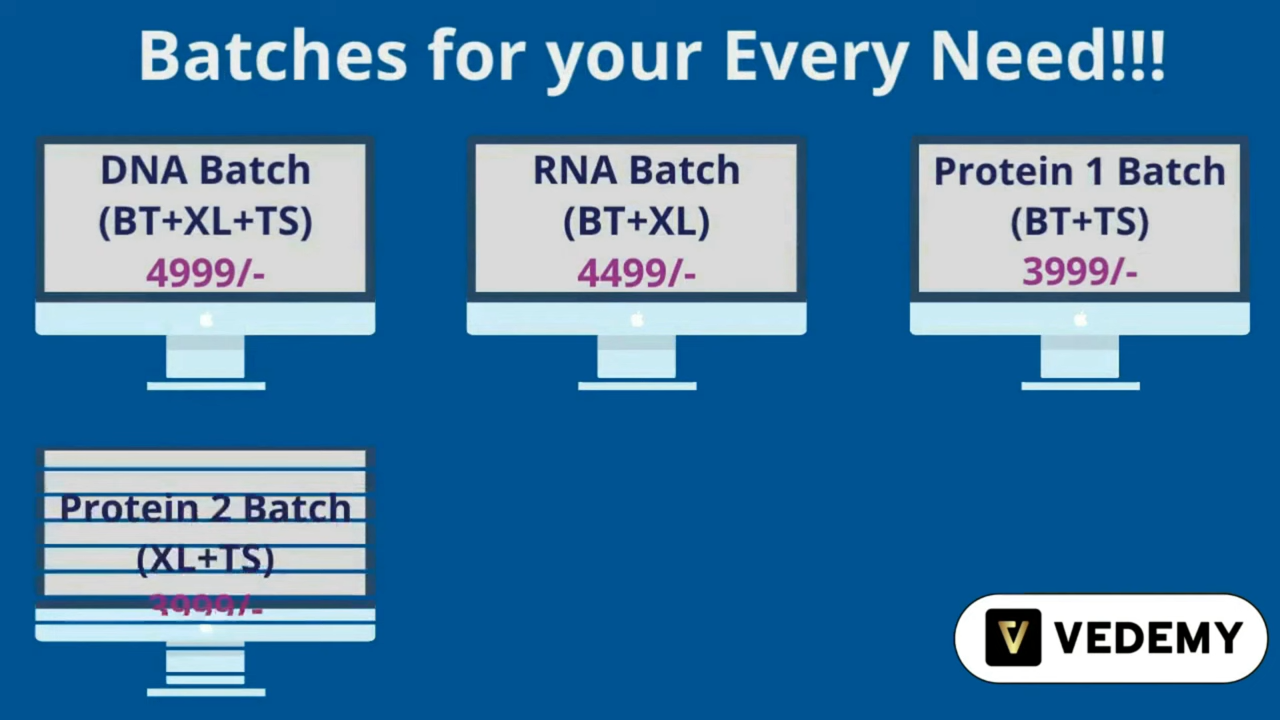 Batches for your Every Need!!!
DNA Batch
(BT+XL+TS)
4999/-
RNA Batch
(BT+XL)
4499/-
Protein 1 Batch
(BT+TS)
3999/-
Protein 2 Batch
(XL+TS)
3999/-
VEDEMY